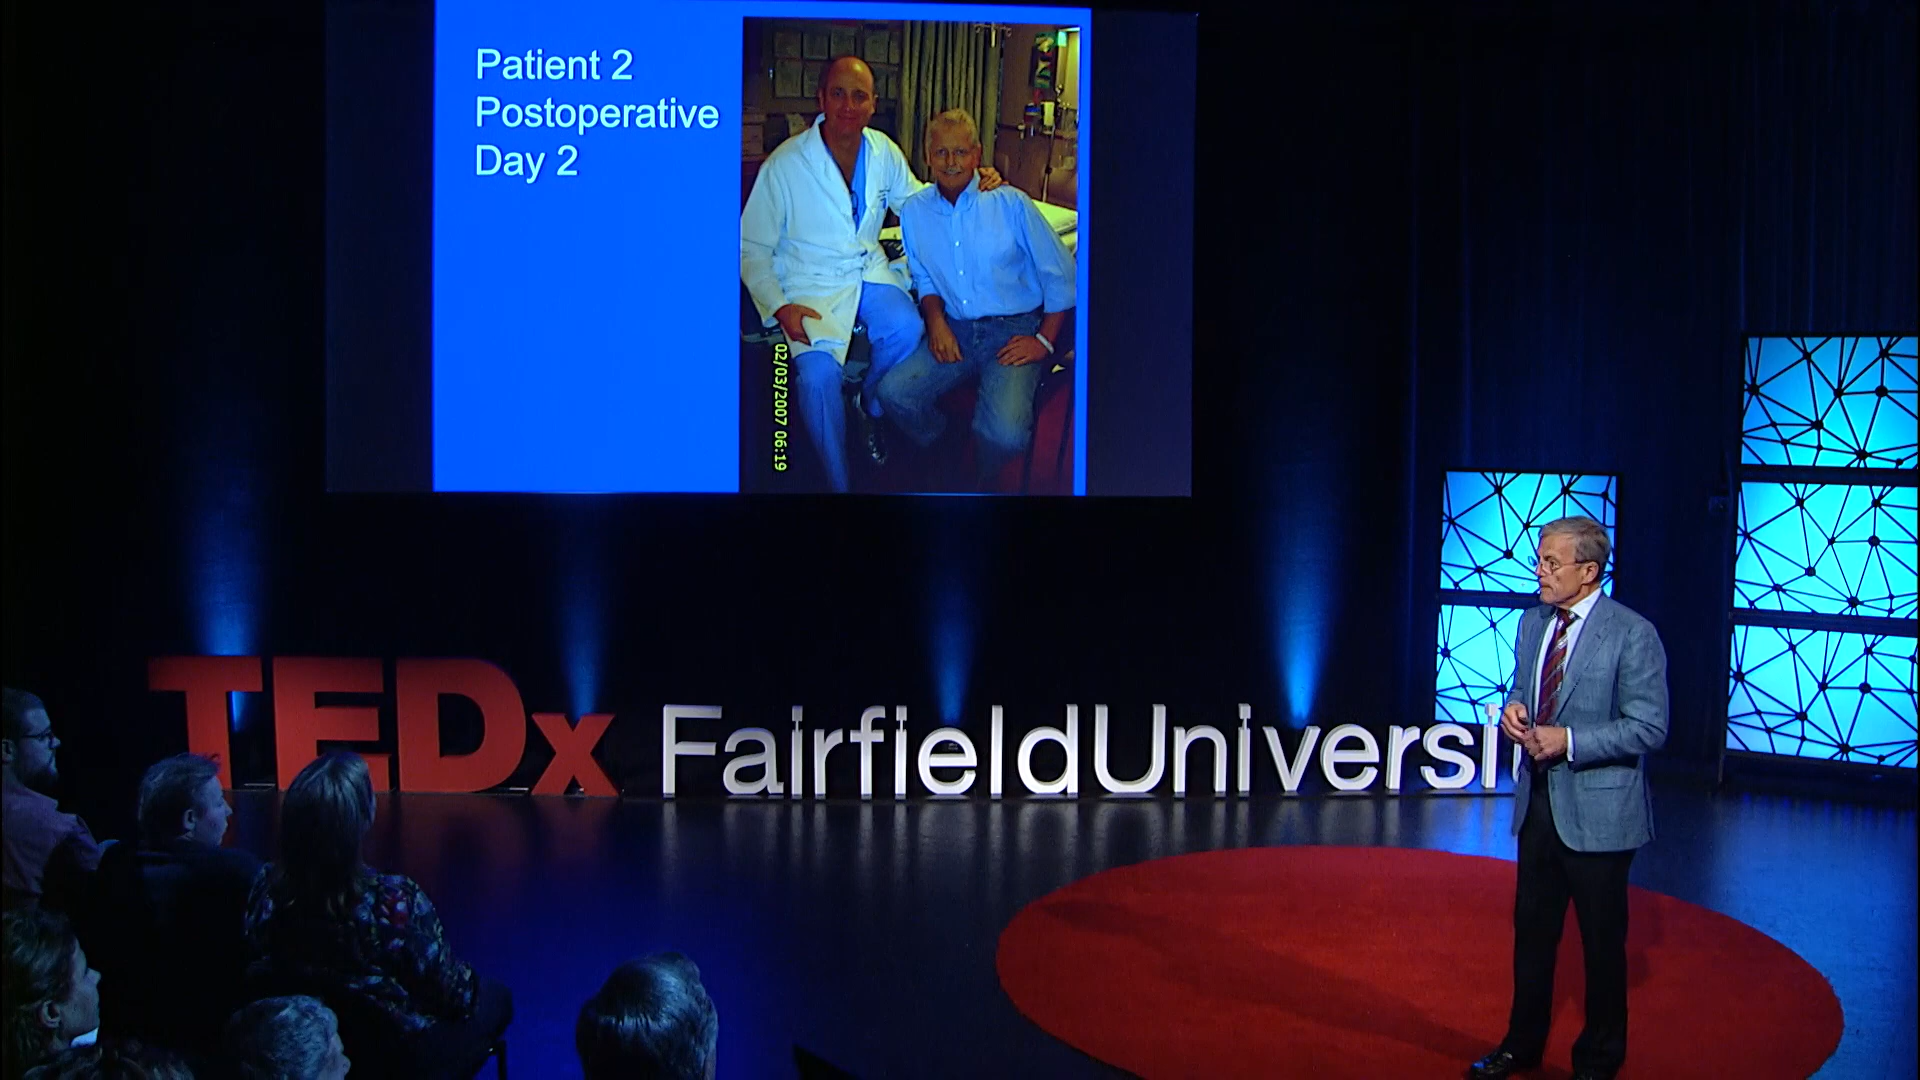 Patient 2
Postoperative
Day 2
02/03/2007 06:19
TEDx FairfieldUniversi